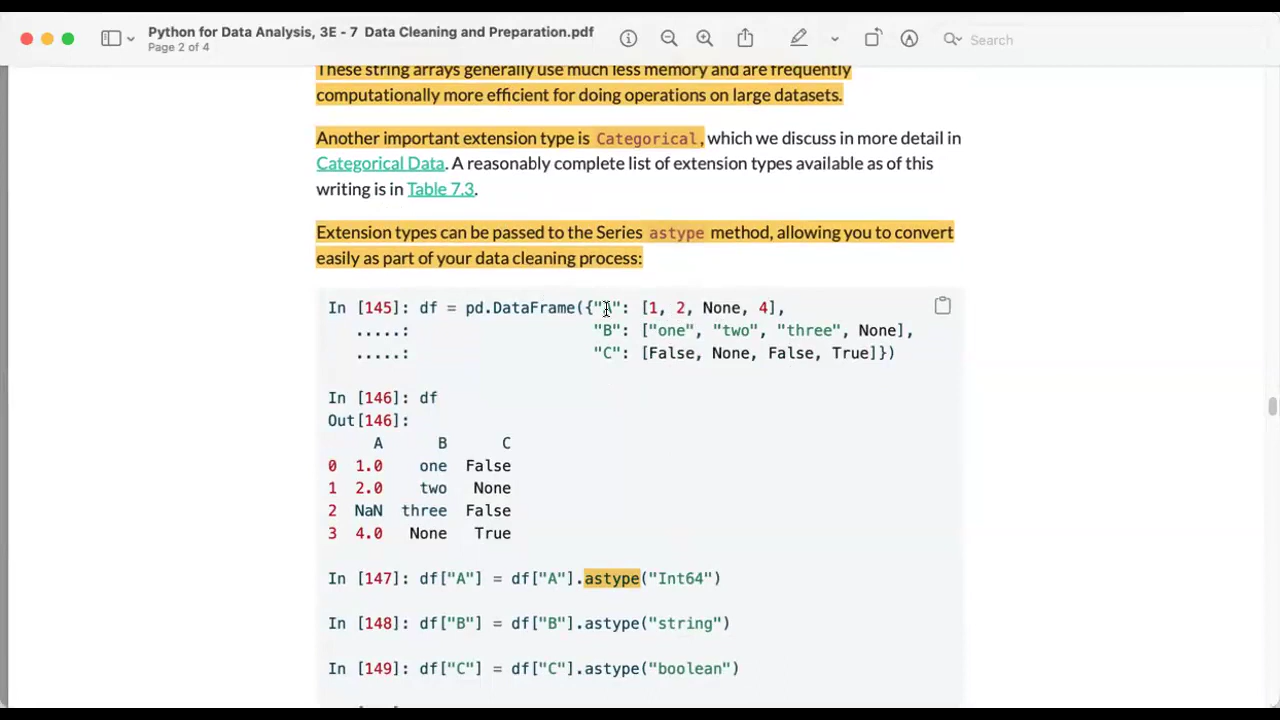 Python for Data Analysis, 3E - 7 Data Cleaning and Preparation.pdf
Page 2 of 4
Search
These string arrays generally use much less memory and are frequently
computationally more efficient for doing operations on large datasets.
Another important extension type is Categorical, which we discuss in more detail in
Categorical Data. A reasonably complete list of extension types available as of this
writing is in Table 7.3.
Extension types can be passed to the Series astype method, allowing you to convert
easily as part of your data cleaning process:
In [145]: df = pd.DataFrame({"A": [1, 2, None, 4],
.....: "B": ["one", "two", "three", None],
.....: "C": [False, None, False, True]})
In [146]: df
Out[146]:
A B C
0 1.0 one False
1 2.0 two None
2 NaN three False
3 4.0 None True
In [147]: df["A"] = df["A"].astype("Int64")
In [148]: df["B"] = df["B"].astype("string")
In [149]: df["C"] = df["C"].astype("boolean")